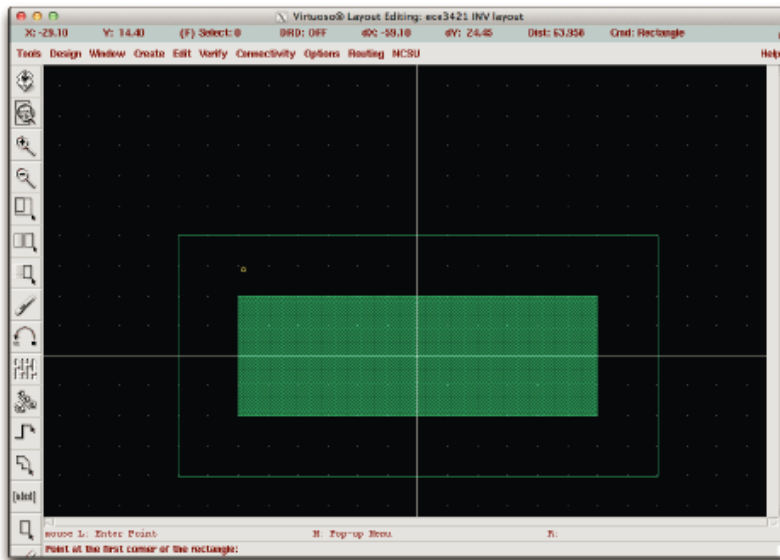 Virtuoso® Layout Editing: ece3421 INV layout
X: -29.10 Y: 14.40 (F) Select: 0 DRD: OFF dX: -59.10 dY: 24.45 Dist: 63.958 Cmd: Rectangle
Tools Design Window Create Edit Verify Connectivity Options Routing NCSU Help
[abcd]
mouse L: Enter Point M: Pop-up Menu R:
Point at the first corner of the rectangle: